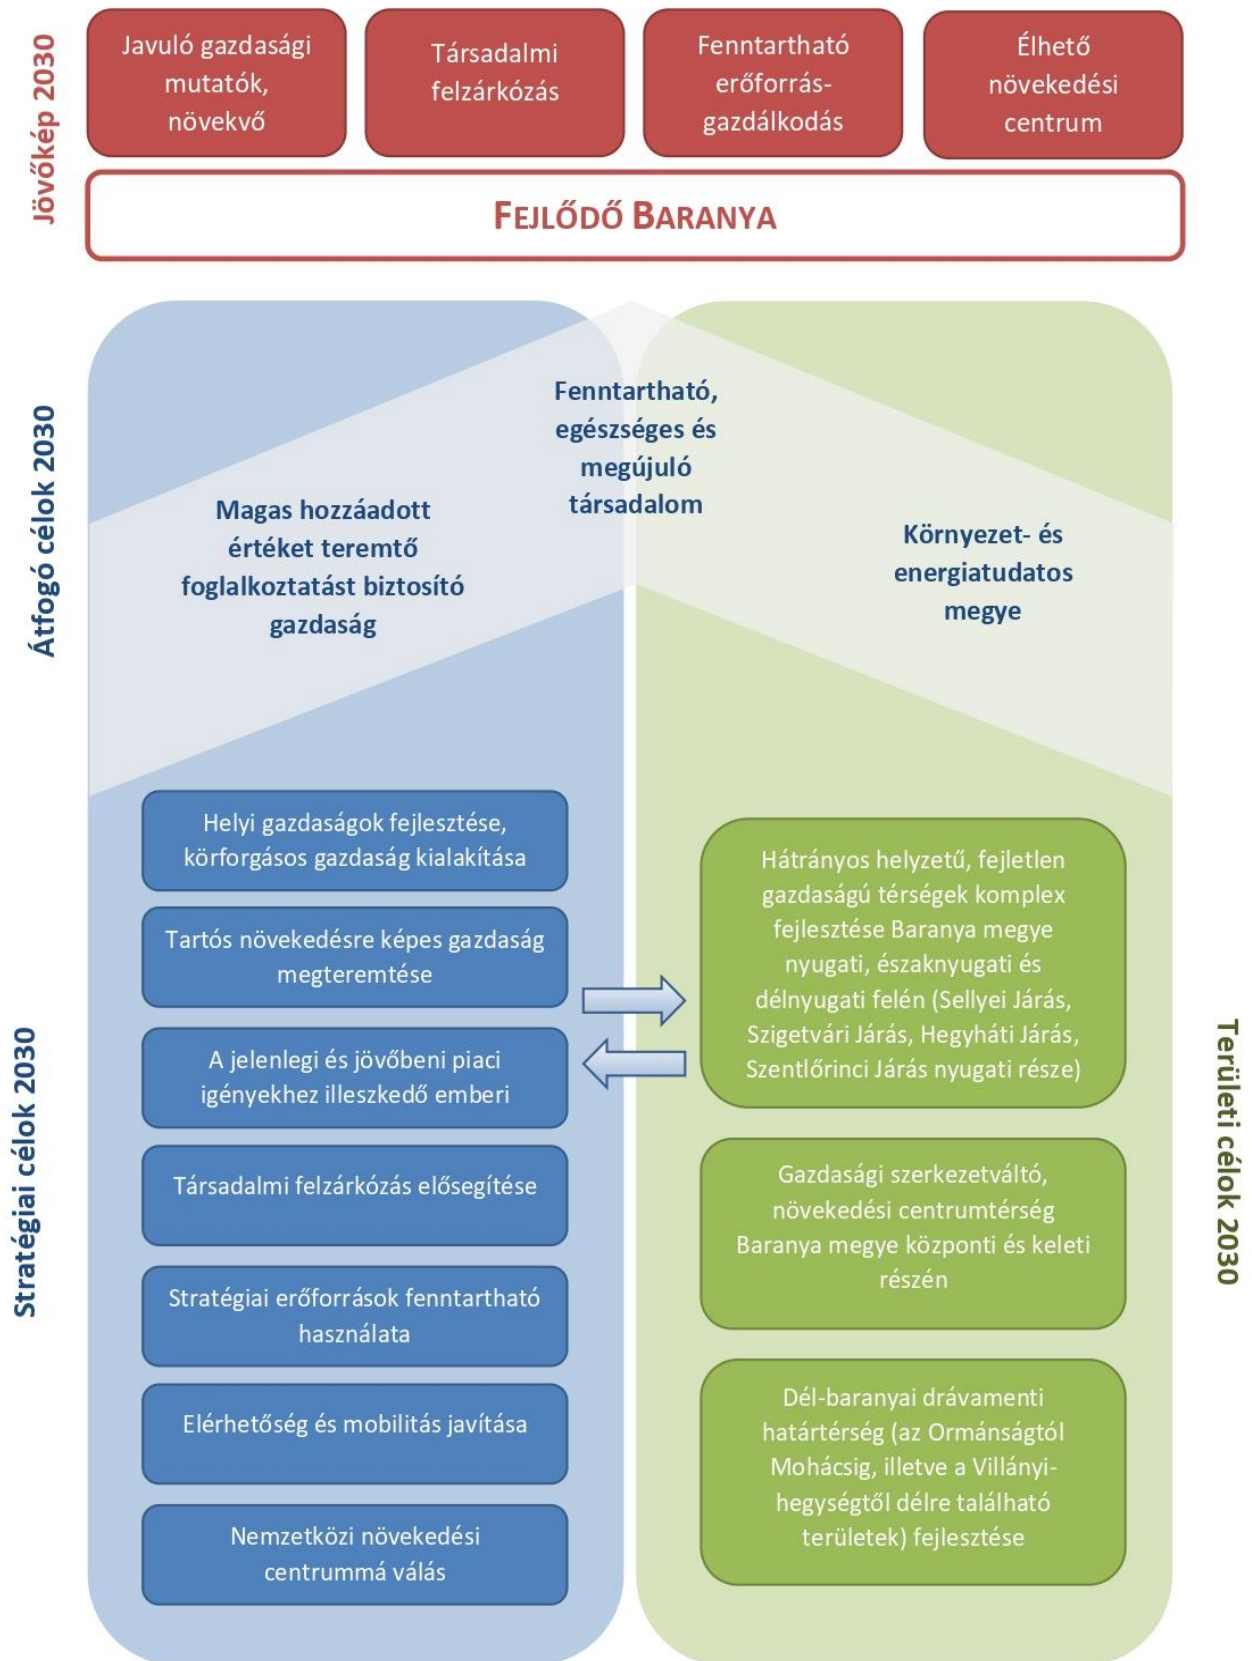 Jövőkép 2030
Javuló gazdasági
mutatók,
növekvő
Társadalmi
felzárkózás
Fenntartható
erőforrás-
gazdálkodás
Élhető
növekedési
centrum
FEJLŐDŐ BARANYA
Átfogó célok 2030
Magas hozzáadott
értéket teremtő
foglalkoztatást biztosító
gazdaság
Fenntartható,
egészséges és
megújuló
társadalom
Környezet- és
energiatudatos
megye
Stratégiai célok 2030
Helyi gazdaságok fejlesztése,
körforgásos gazdaság kialakítása
Tartós növekedésre képes gazdaság
megteremtése
A jelenlegi és jövőbeni piaci
igényekhez illeszkedő emberi
Társadalmi felzárkózás elősegítése
Stratégiai erőforrások fenntartható
használata
Elérhetőség és mobilitás javítása
Nemzetközi növekedési
centrummá válás
Területi célok 2030
Hátrányos helyzetű, fejletlen
gazdaságú térségek komplex
fejlesztése Baranya megye
nyugati, északnyugati és
délnyugati felén (Sellyei Járás,
Szigetvári Járás, Hegyháti Járás,
Szentlőrinci Járás nyugati része)
Gazdasági szerkezetváltó,
növekedési centrumtérség
Baranya megye központi és keleti
részén
Dél-baranyai drávamenti
határtérség (az Ormánságtól
Mohácsig, illetve a Villányi-
hegységtől délre található
területek) fejlesztése